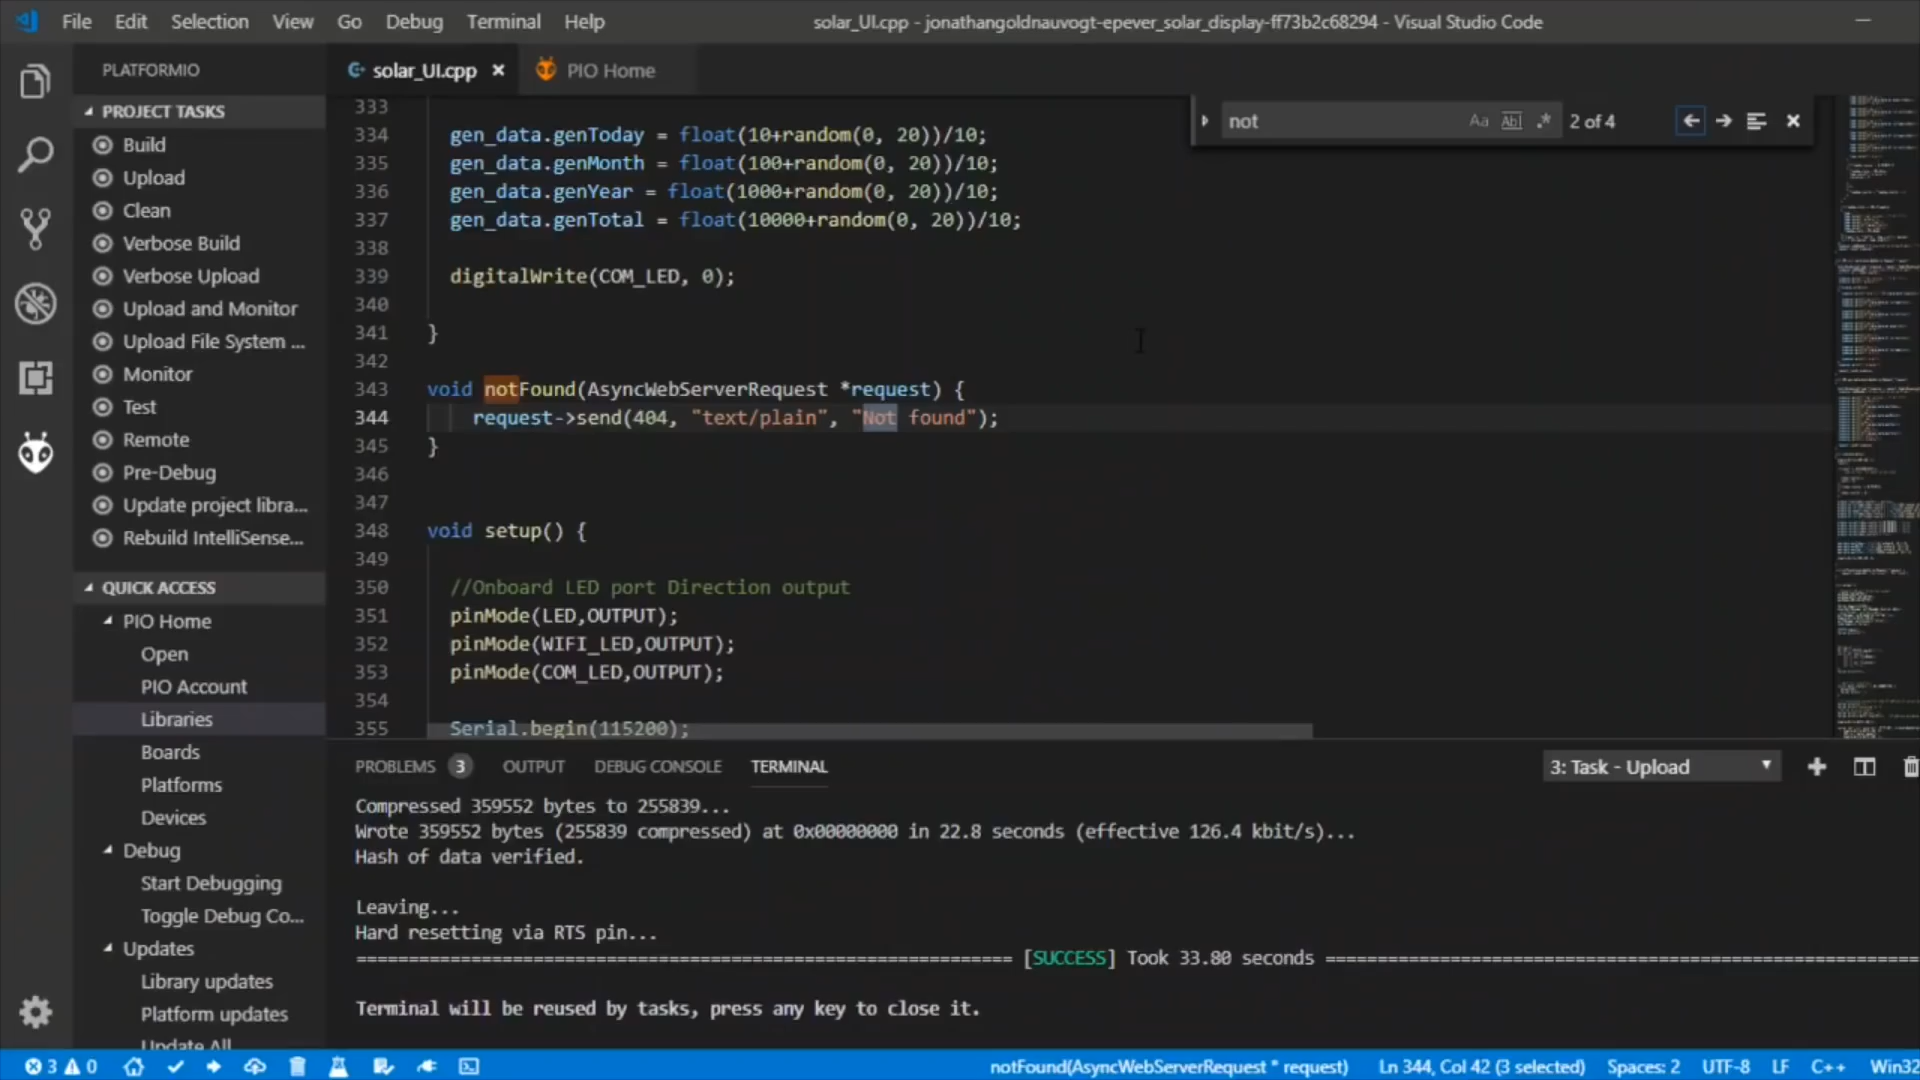 File Edit Selection View Go Debug Terminal Help
solar_UI.cpp - jonathangoldnauvogt-epever_solar_display-ff73b2c68294 - Visual Studio Code
PLATFORMIO
PROJECT TASKS
Build
Upload
Clean
Verbose Build
Verbose Upload
Upload and Monitor
Upload File System ...
Monitor
Test
Remote
Pre-Debug
Update project libra...
Rebuild IntelliSense...
QUICK ACCESS
PIO Home
Open
PIO Account
Libraries
Boards
Platforms
Devices
Debug
Start Debugging
Toggle Debug Co...
Updates
Library updates
Platform updates
Update All
solar_UI.cpp PIO Home
not Aa Abl .* 2 of 4
333
334 gen_data.genToday = float(10+random(0, 20))/10;
335 gen_data.genMonth = float(100+random(0, 20))/10;
336 gen_data.genYear = float(1000+random(0, 20))/10;
337 gen_data.genTotal = float(10000+random(0, 20))/10;
338
339 digitalWrite(COM_LED, 0);
340
341 }
342
343 void notFound(AsyncWebServerRequest *request) {
344 request->send(404, "text/plain", "Not found");
345 }
346
347
348 void setup() {
349
350 //Onboard LED port Direction output
351 pinMode(LED,OUTPUT);
352 pinMode(WIFI_LED,OUTPUT);
353 pinMode(COM_LED,OUTPUT);
354
355 Serial.begin(115200);
PROBLEMS 3 OUTPUT DEBUG CONSOLE TERMINAL 3: Task - Upload
Compressed 359552 bytes to 255839...
Wrote 359552 bytes (255839 compressed) at 0x00000000 in 22.8 seconds (effective 126.4 kbit/s)...
Hash of data verified.
Leaving...
Hard resetting via RTS pin...
========================================================== [SUCCESS] Took 33.80 seconds ==========================================================
Terminal will be reused by tasks, press any key to close it.
3 0 notFound(AsyncWebServerRequest * request) Ln 344, Col 42 (3 selected) Spaces: 2 UTF-8 LF C++ Win32